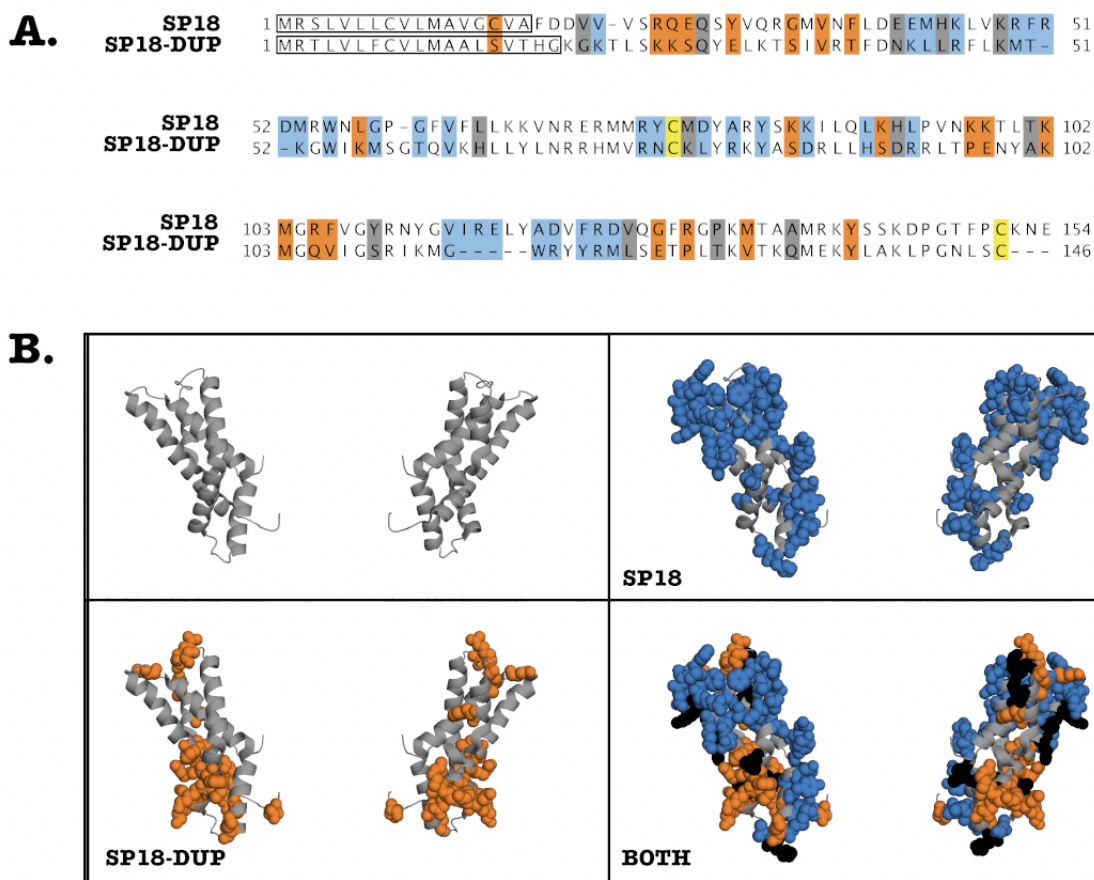 A.
SP18 1 MRSLVLLCVLMAVGCVAFDDVV-VSRQEQSYVQRGMVNFLDEEMHKLVKRFR 51
SP18-DUP 1 MRTLVLFCVLMAALSVTHGKGKTLSKKSQYELKTSIVRTFDNKLLRFLKMT- 51
SP18 52 DMRWNLGP-GFVFLLKKVNRERMMRYCMDYARYSKKILQLKHLPVNKKTLTK 102
SP18-DUP 52 -KGWIKMSGTQVKHLLYLNRRHMVRNCKLYRKYASDRLLHSDRRLTPENYAK 102
SP18 103 MGRFVGYRNYGVIRELYADVFRDVQGFRGPKMTAAMRKYSSKDPGTFPCKNE 154
SP18-DUP 103 MGQVIGSRIKMG-----WRYYRMLSETPLTKVTKQMEKYLAKLPGNLSC--- 146
B.
SP18
SP18-DUP
BOTH